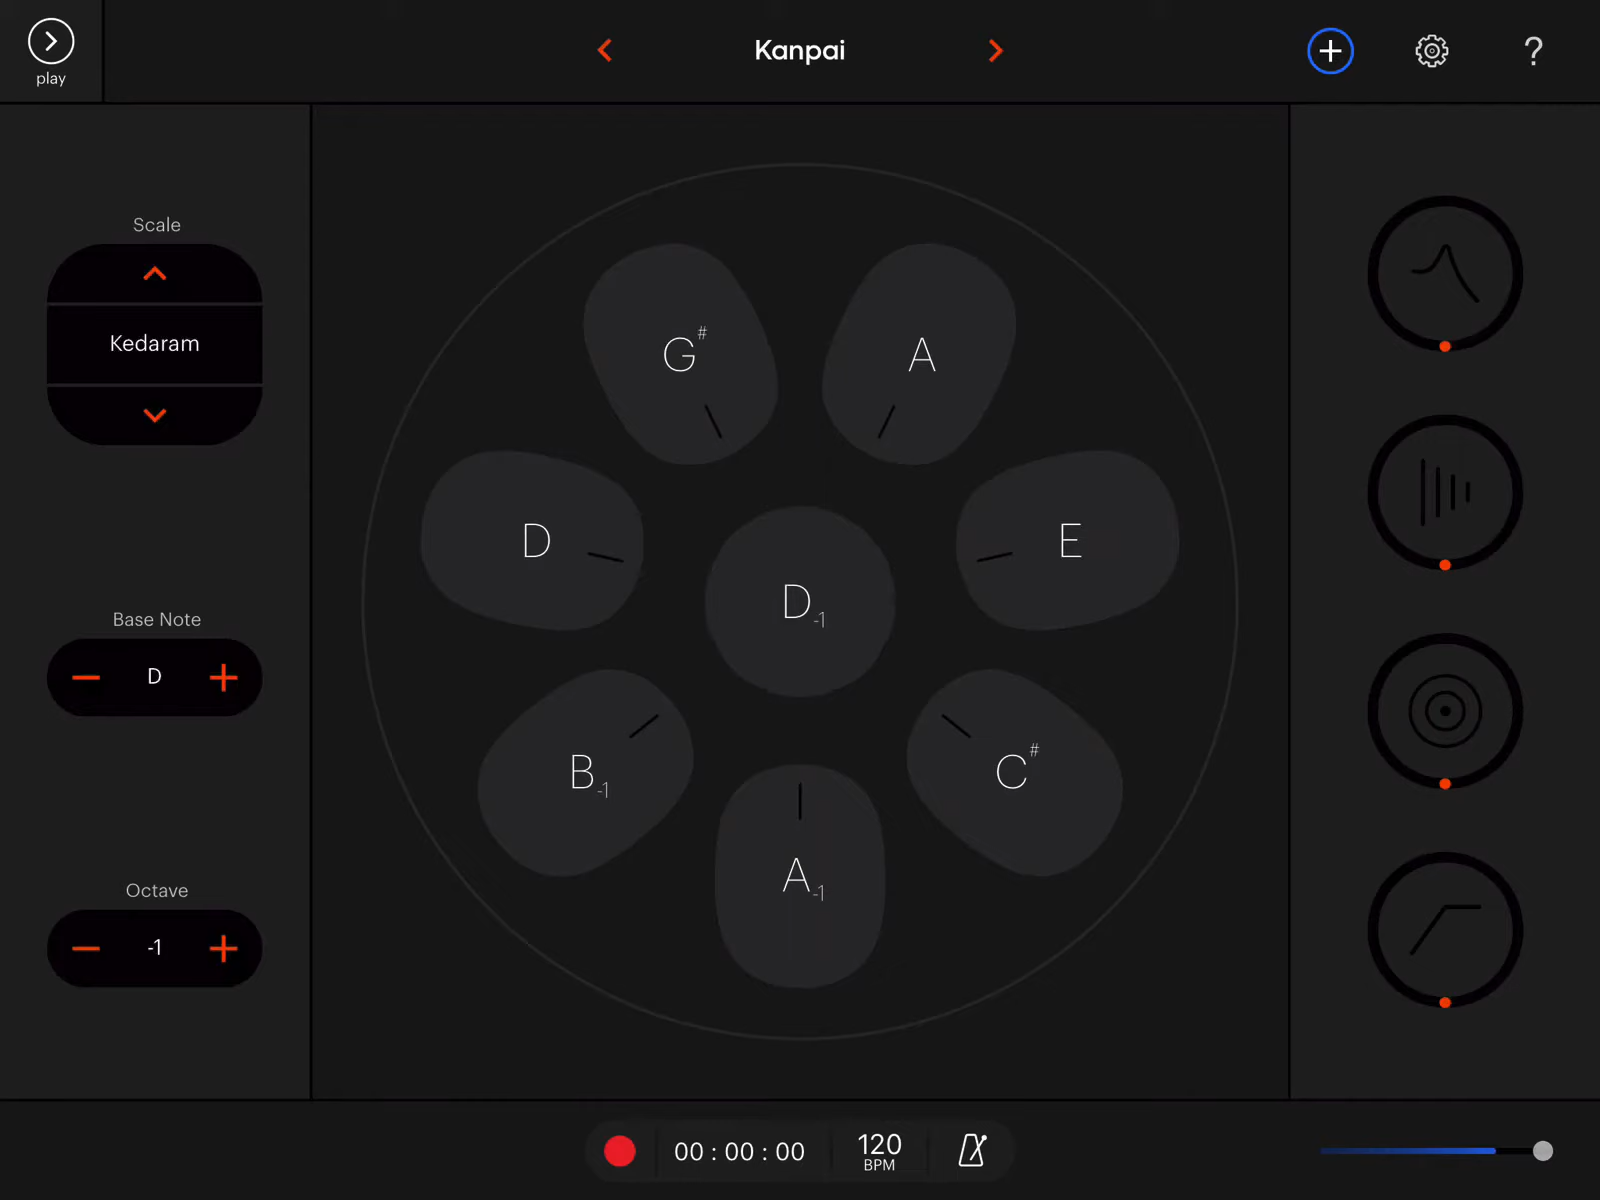 play
Kanpai
?
Scale
Kedaram
Base Note
D
Octave
-1
G#
A
D
E
D-1
B-1
C#
A-1
00 : 00 : 00
120
BPM